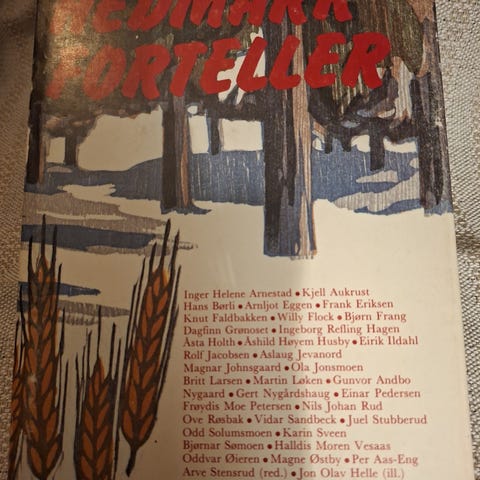 HEDMARK
FORTELLER
Inger Helene Arnestad • Kjell Aukrust
Hans Børli • Arnljot Eggen • Frank Eriksen
Knut Faldbakken • Willy Flock • Bjørn Frang
Dagfinn Grønoset • Ingeborg Refling Hagen
Åsta Holth • Åshild Høyem Husby • Eirik Ildahl
Rolf Jacobsen • Aslaug Jevanord
Magnar Johnsgaard • Ola Jonsmoen
Britt Larsen • Martin Løken • Gunvor Andbo
Nygaard • Gert Nygårdshaug • Einar Pedersen
Frøydis Moe Petersen • Nils Johan Rud
Ove Røsbak • Vidar Sandbeck • Juel Stubberud
Odd Solumsmoen • Karin Sveen
Bjørnar Sømoen • Halldis Moren Vesaas
Oddvar Øieren • Magne Østby • Per Aas-Eng
Arve Stensrud (red.) • Jon Olav Helle (ill.)